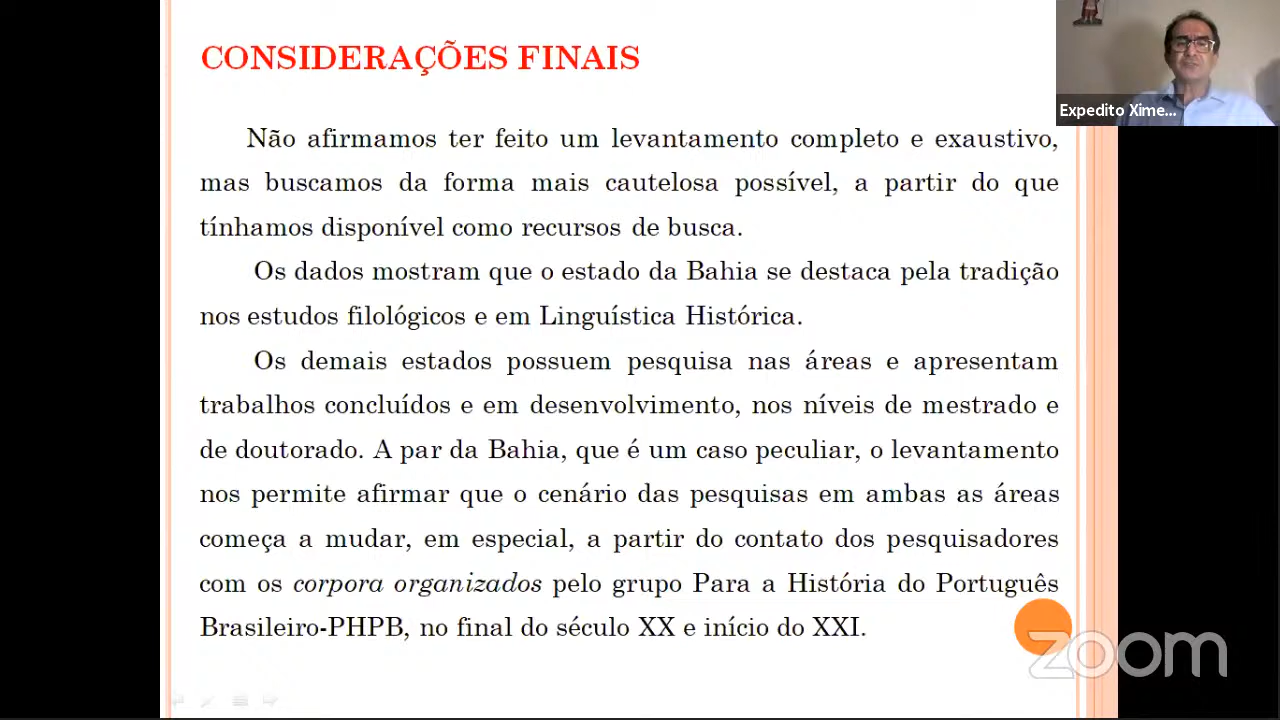 CONSIDERAÇÕES FINAIS
Expedito Xime...
Não afirmamos ter feito um levantamento completo e exaustivo,
mas buscamos da forma mais cautelosa possível, a partir do que
tínhamos disponível como recursos de busca.
Os dados mostram que o estado da Bahia se destaca pela tradição
nos estudos filológicos e em Linguística Histórica.
Os demais estados possuem pesquisa nas áreas e apresentam
trabalhos concluídos e em desenvolvimento, nos níveis de mestrado e
de doutorado. A par da Bahia, que é um caso peculiar, o levantamento
nos permite afirmar que o cenário das pesquisas em ambas as áreas
começa a mudar, em especial, a partir do contato dos pesquisadores
com os corpora organizados pelo grupo Para a História do Português
Brasileiro-PHPB, no final do século XX e início do XXI.
zoom